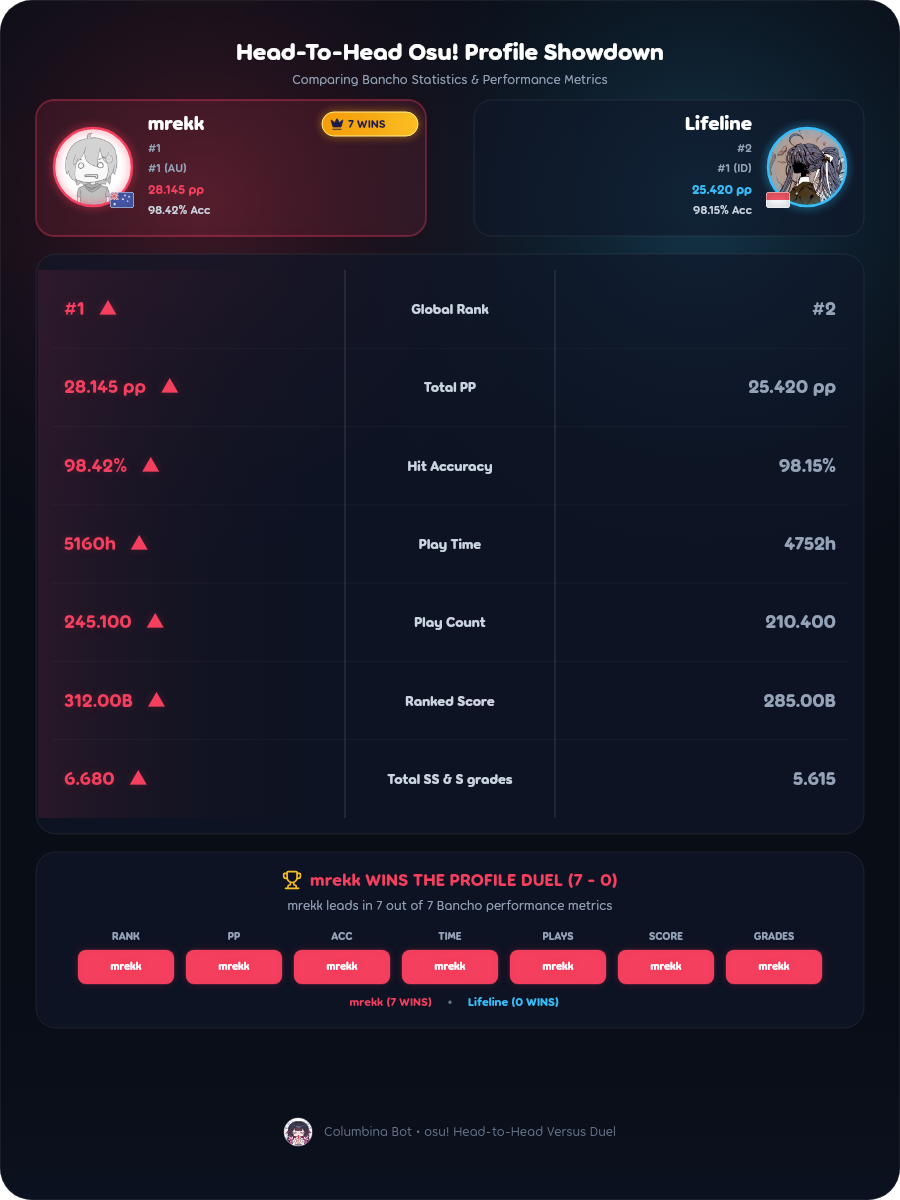 Head-To-Head Osu! Profile Showdown
Comparing Bancho Statistics & Performance Metrics
mrekk
7 WINS
#1
#1 (AU)
28.145 pp
98.42% Acc
Lifeline
#2
#1 (ID)
25.420 pp
98.15% Acc
#1 ▲ Global Rank #2
28.145 pp ▲ Total PP 25.420 pp
98.42% ▲ Hit Accuracy 98.15%
5160h ▲ Play Time 4752h
245.100 ▲ Play Count 210.400
312.00B ▲ Ranked Score 285.00B
6.680 ▲ Total SS & S grades 5.615
mrekk WINS THE PROFILE DUEL (7 - 0)
mrekk leads in 7 out of 7 Bancho performance metrics
RANK PP ACC TIME PLAYS SCORE GRADES
mrekk mrekk mrekk mrekk mrekk mrekk mrekk
mrekk (7 WINS) • Lifeline (0 WINS)
Columbina Bot • osu! Head-to-Head Versus Duel